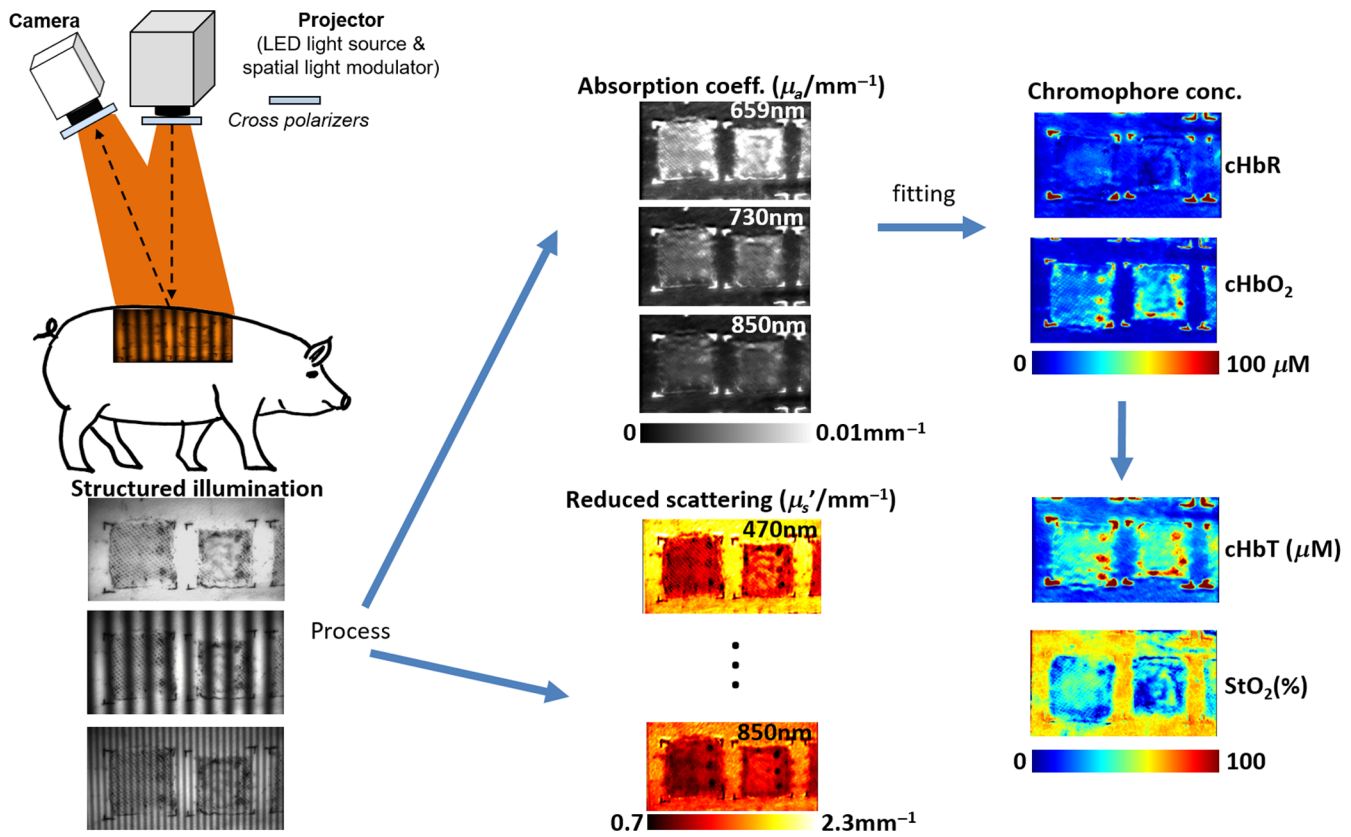 Camera
Projector
(LED light source &
spatial light modulator)
Cross polarizers
Structured illumination
Process
Absorption coeff. (μa/mm−1)
659nm
730nm
850nm
0
0.01mm−1
Reduced scattering (μs’/mm−1)
470nm
850nm
0.7
2.3mm−1
fitting
Chromophore conc.
cHbR
cHbO2
0
100 μM
cHbT (μM)
StO2(%)
0
100